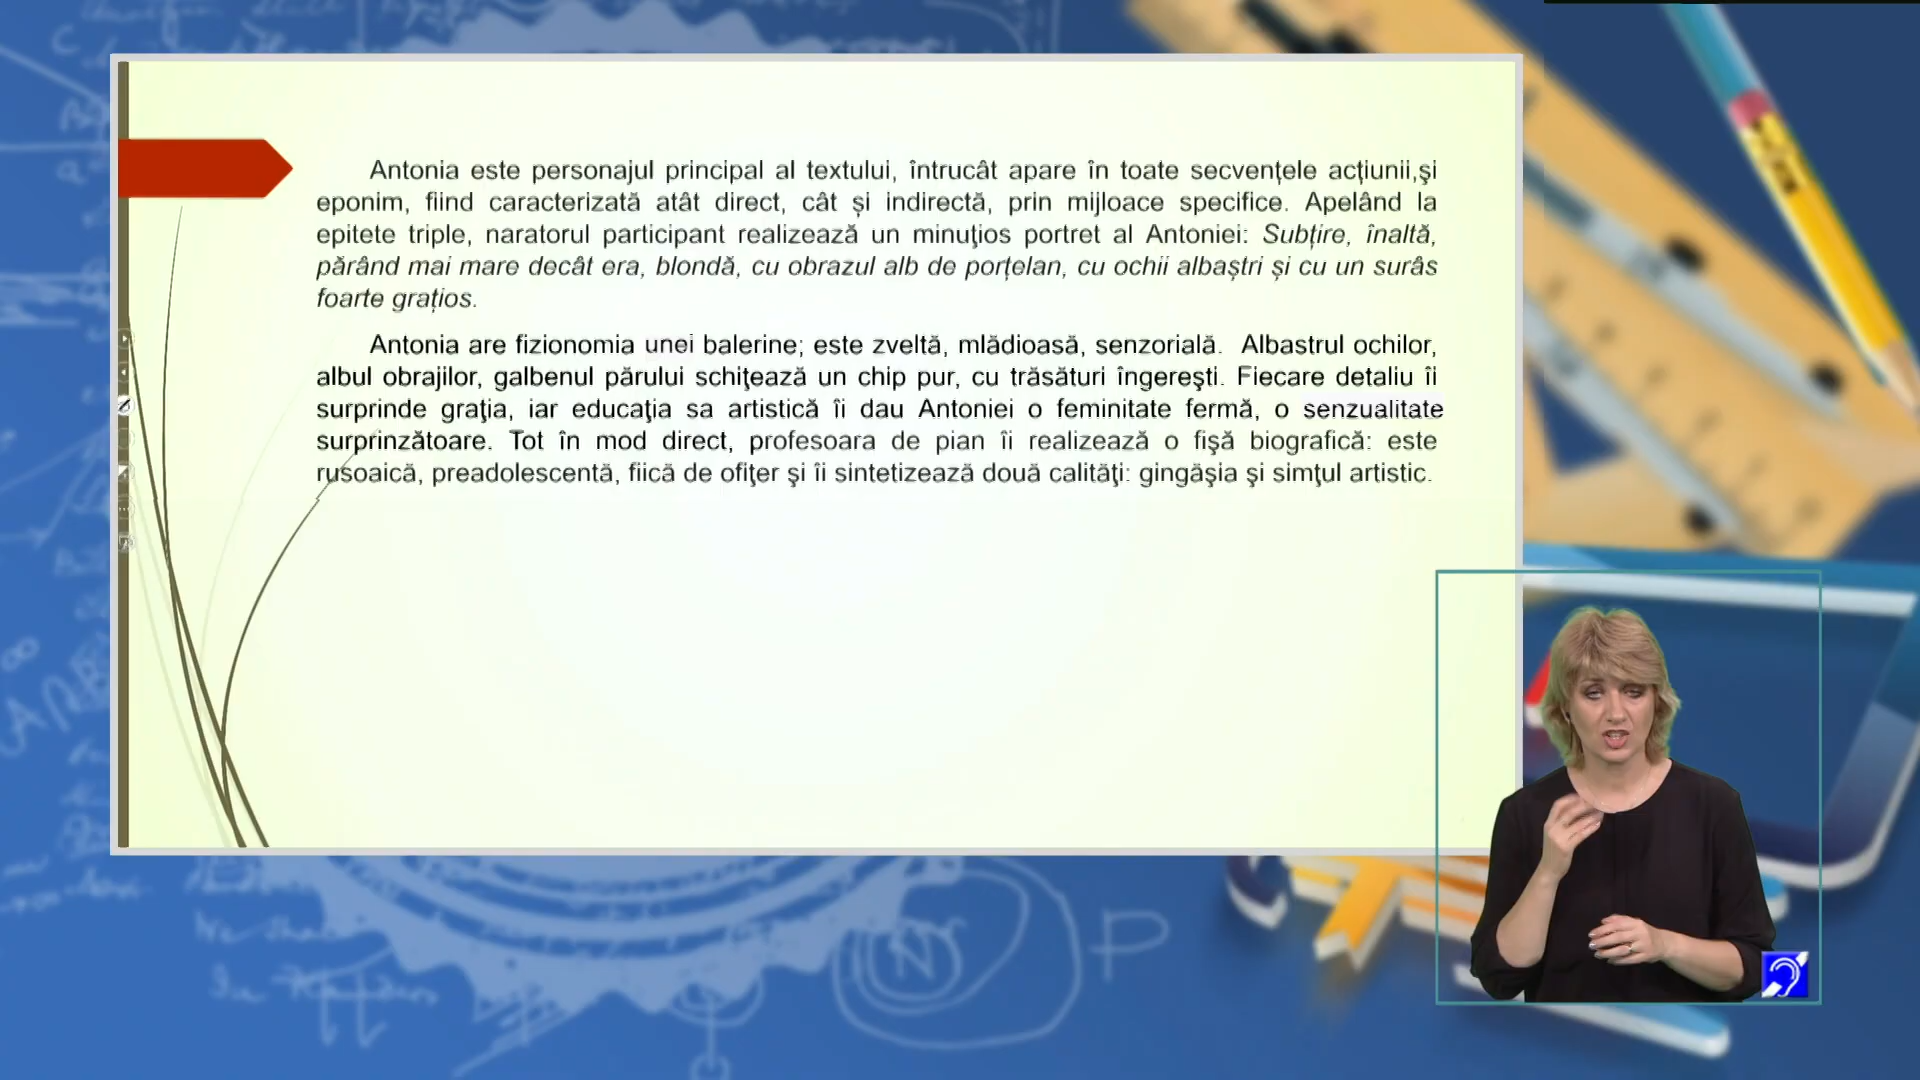 Antonia este personajul principal al textului, întrucât apare în toate secvențele acțiunii,şi
eponim, fiind caracterizată atât direct, cât și indirectă, prin mijloace specifice. Apelând la
epitete triple, naratorul participant realizează un minuţios portret al Antoniei: Subțire, înaltă,
părând mai mare decât era, blondă, cu obrazul alb de porțelan, cu ochii albaștri și cu un surâs
foarte grațios.
Antonia are fizionomia unei balerine; este zveltă, mlădioasă, senzorială. Albastrul ochilor,
albul obrajilor, galbenul părului schiţează un chip pur, cu trăsături îngereşti. Fiecare detaliu îi
surprinde graţia, iar educaţia sa artistică îi dau Antoniei o feminitate fermă, o senzualitate
surprinzătoare. Tot în mod direct, profesoara de pian îi realizează o fişă biografică: este
rusoaică, preadolescentă, fiică de ofiţer şi îi sintetizează două calităţi: gingăşia şi simţul artistic.
N
P